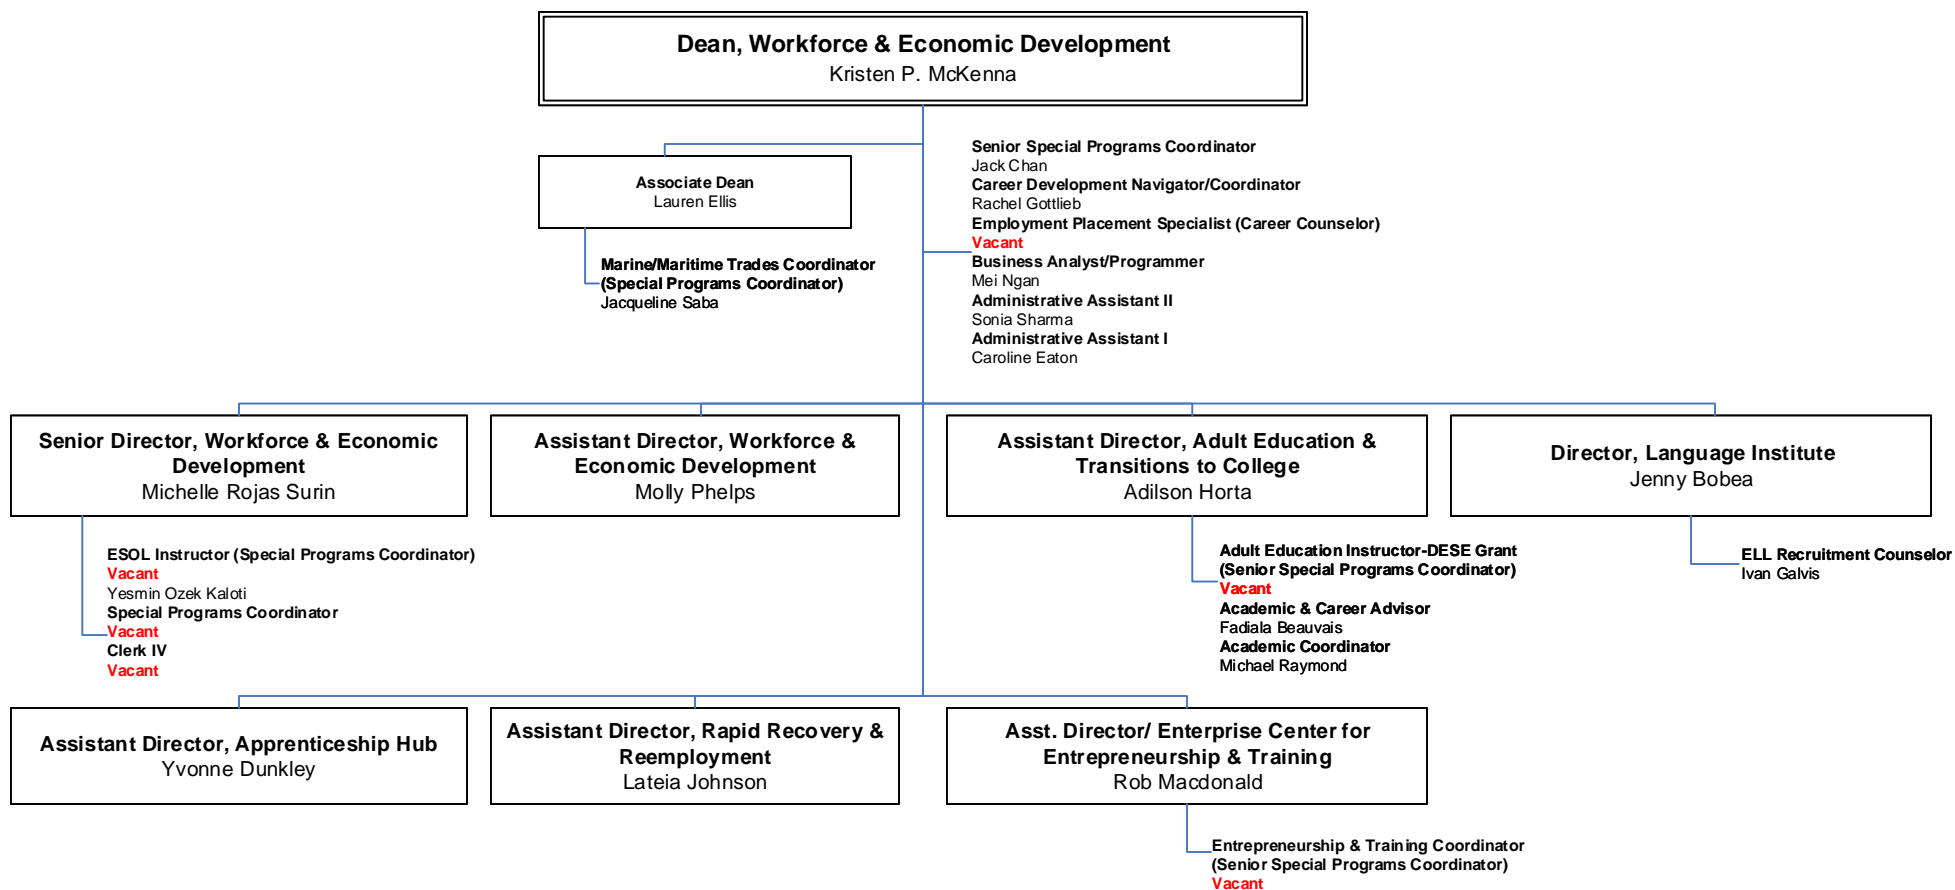 Dean, Workforce & Economic Development
Kristen P. McKenna
Associate Dean
Lauren Ellis
Marine/Maritime Trades Coordinator
(Special Programs Coordinator)
Jacqueline Saba
Senior Special Programs Coordinator
Jack Chan
Career Development Navigator/Coordinator
Rachel Gottlieb
Employment Placement Specialist (Career Counselor)
Vacant
Business Analyst/Programmer
Mei Ngan
Administrative Assistant II
Sonia Sharma
Administrative Assistant I
Caroline Eaton
Senior Director, Workforce & Economic
Development
Michelle Rojas Surin
ESOL Instructor (Special Programs Coordinator)
Vacant
Yesmin Ozek Kaloti
Special Programs Coordinator
Vacant
Clerk IV
Vacant
Assistant Director, Workforce &
Economic Development
Molly Phelps
Assistant Director, Adult Education &
Transitions to College
Adilson Horta
Adult Education Instructor-DESE Grant
(Senior Special Programs Coordinator)
Vacant
Academic & Career Advisor
Fadiala Beauvais
Academic Coordinator
Michael Raymond
Director, Language Institute
Jenny Bobea
ELL Recruitment Counselor
Ivan Galvis
Assistant Director, Apprenticeship Hub
Yvonne Dunkley
Assistant Director, Rapid Recovery &
Reemployment
Lateia Johnson
Asst. Director/ Enterprise Center for
Entrepreneurship & Training
Rob Macdonald
Entrepreneurship & Training Coordinator
(Senior Special Programs Coordinator)
Vacant